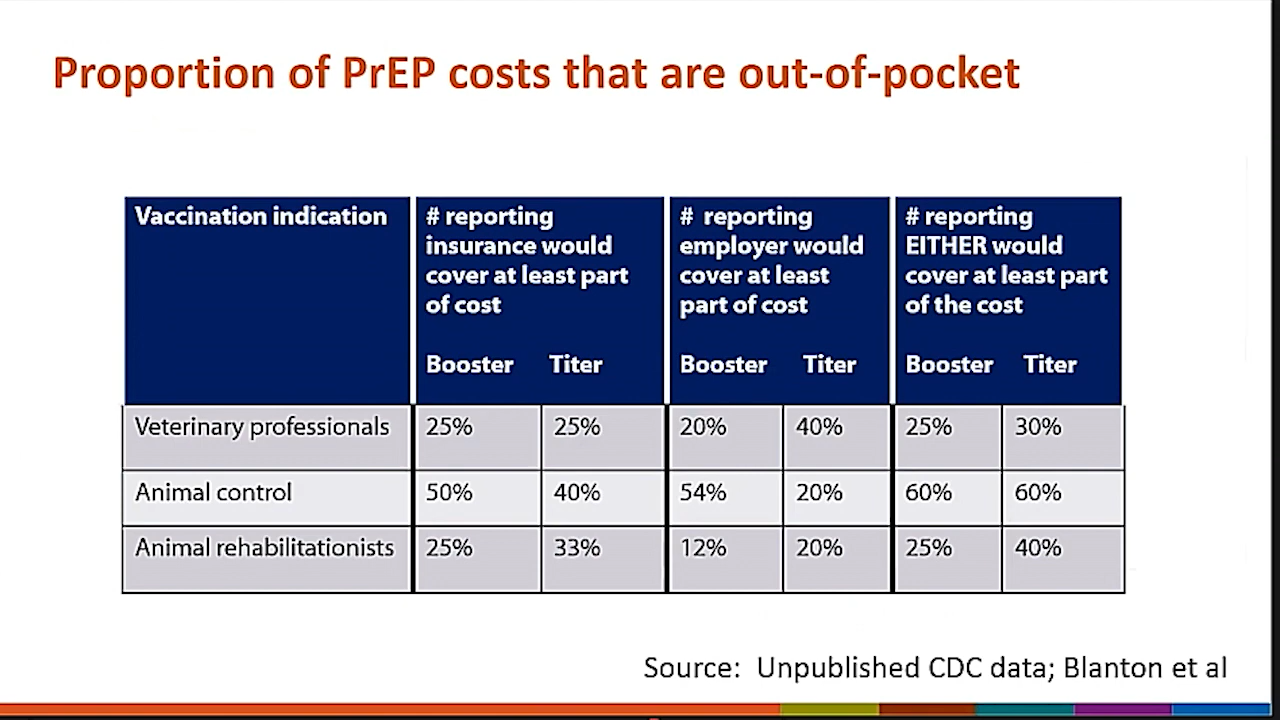 Proportion of PrEP costs that are out-of-pocket
Vaccination indication
# reporting
insurance would
cover at least part
of cost
Booster Titer
# reporting
employer would
cover at least
part of cost
Booster Titer
# reporting
EITHER would
cover at least part
of the cost
Booster Titer
Veterinary professionals 25% 25% 20% 40% 25% 30%
Animal control 50% 40% 54% 20% 60% 60%
Animal rehabilitationists 25% 33% 12% 20% 25% 40%
Source: Unpublished CDC data; Blanton et al